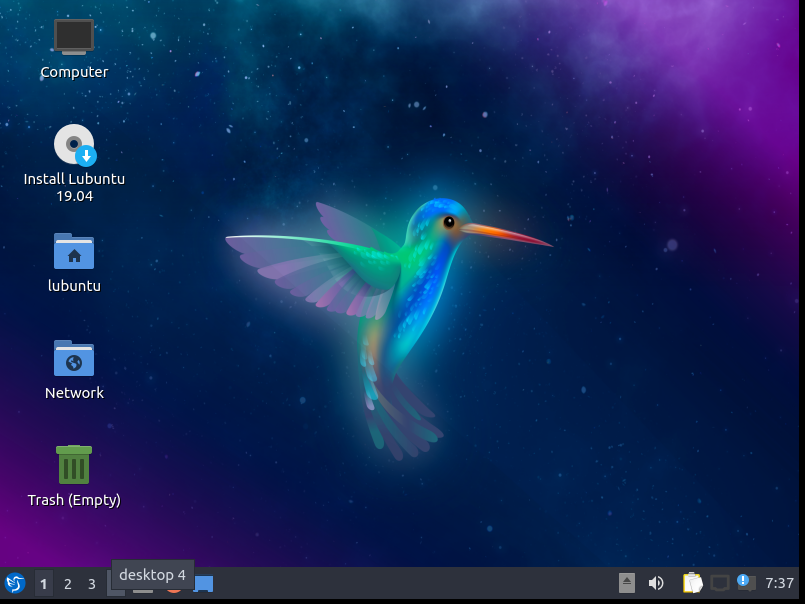 Computer
Install Lubuntu
19.04
lubuntu
Network
Trash (Empty)
desktop 4
1 2 3
7:37